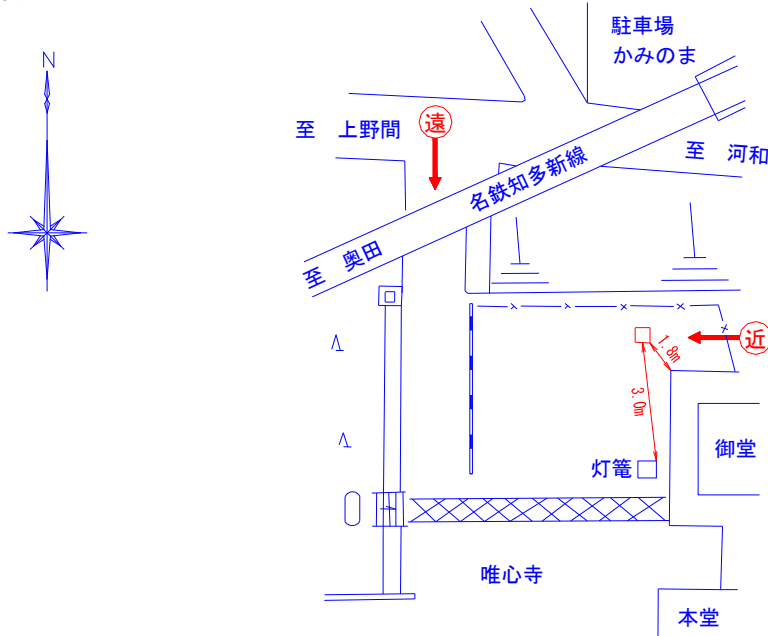 N
駐車場
かみのま
至 上野間
遠
至 河和
名鉄知多新線
至 奥田
近
1.8m
3.0m
灯篭
御堂
唯心寺
本堂